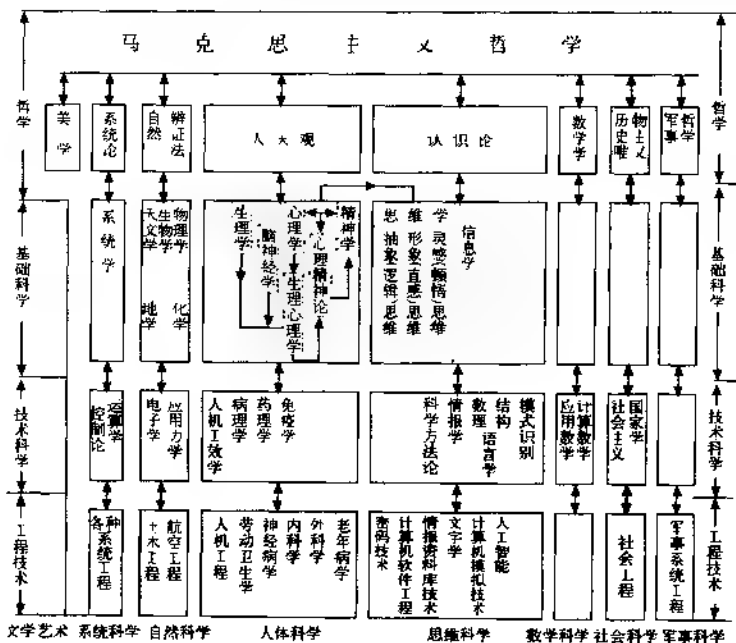 马克思主义哲学
哲学
美学
系统论
自然辩证法
人天观
认识论
数学学
历史唯物主义
军事哲学
哲学
基础科学
系统学
天文学
生物学
物理学
地学
化学
生理学
脑神经学
心理学
心理精神论
精神学
生理心理学
思维学
抽象(逻辑)思维
形象(直感)思维
灵感(顿悟)思维
信息学
基础科学
技术科学
控制论
运算学
电子学
应用力学
人机工效学
病理学
药理学
免疫学
科学方法论
情报学
数理语言学
结构语言学
模式识别
应用数学
计算数学
社会主义
国家学
技术科学
工程技术
各种系统工程
土木工程
航空工程
人机工程
劳动卫生学
神经病学
内科学
外科学
老年病学
密码技术
计算机软件工程
情报资料库技术
文字学
计算机模拟技术
人工智能
社会工程
军事系统工程
工程技术
文学艺术 系统科学 自然科学 人体科学 思维科学 数学科学 社会科学 军事科学